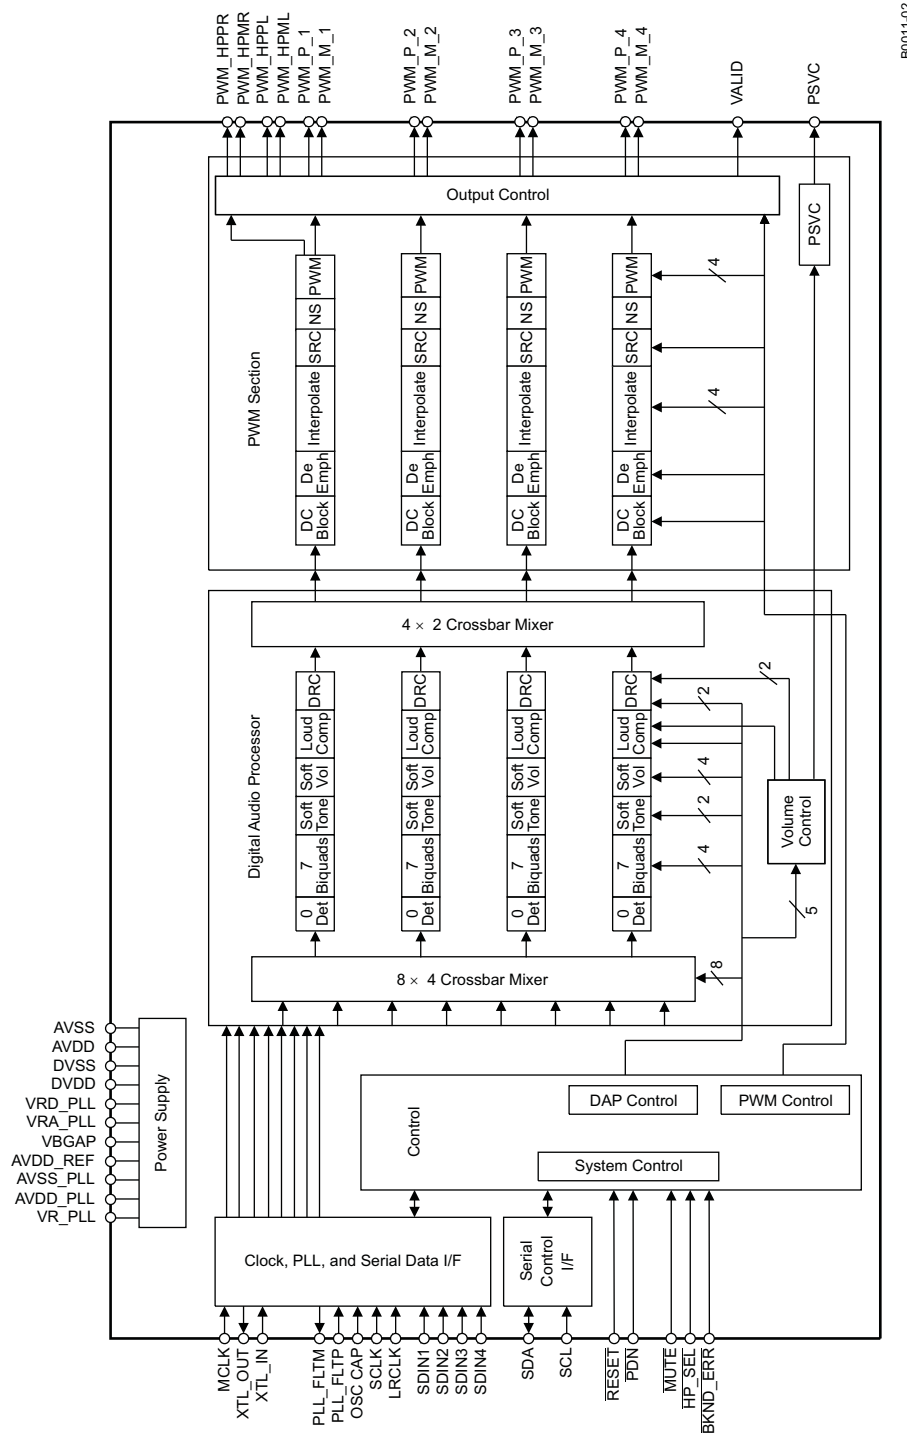 B0011-02
PWM_HPPR
PWM_HPMR
PWM_HPPL
PWM_HPML
PWM_P_1
PWM_M_1
PWM_P_2
PWM_M_2
PWM_P_3
PWM_M_3
PWM_P_4
PWM_M_4
VALID
PSVC
Output Control
PSVC
PWM Section
PWM
NS
SRC
Interpolate
De
Emph
DC
Block
PWM
NS
SRC
Interpolate
De
Emph
DC
Block
PWM
NS
SRC
Interpolate
De
Emph
DC
Block
PWM
NS
SRC
Interpolate
De
Emph
DC
Block
4
4
4 × 2 Crossbar Mixer
Digital Audio Processor
DRC
Loud
Comp
Soft
Vol
Soft
Tone
7
Biquads
0
Det
DRC
Loud
Comp
Soft
Vol
Soft
Tone
7
Biquads
0
Det
DRC
Loud
Comp
Soft
Vol
Soft
Tone
7
Biquads
0
Det
DRC
Loud
Comp
Soft
Vol
Soft
Tone
7
Biquads
0
Det
2
2
4
2
4
Volume
Control
5
8
8 × 4 Crossbar Mixer
AVSS
AVDD
DVSS
DVDD
VRD_PLL
VRA_PLL
VBGAP
AVDD_REF
AVSS_PLL
AVDD_PLL
VR_PLL
Power Supply
Control
DAP Control
PWM Control
System Control
Clock, PLL, and Serial Data I/F
Serial
Control
I/F
MCLK
XTL_OUT
XTL_IN
PLL_FLTM
PLL_FLTP
OSC CAP
SCLK
LRCLK
SDIN1
SDIN2
SDIN3
SDIN4
SDA
SCL
RESET
PDN
MUTE
HP_SEL
BKND_ERR